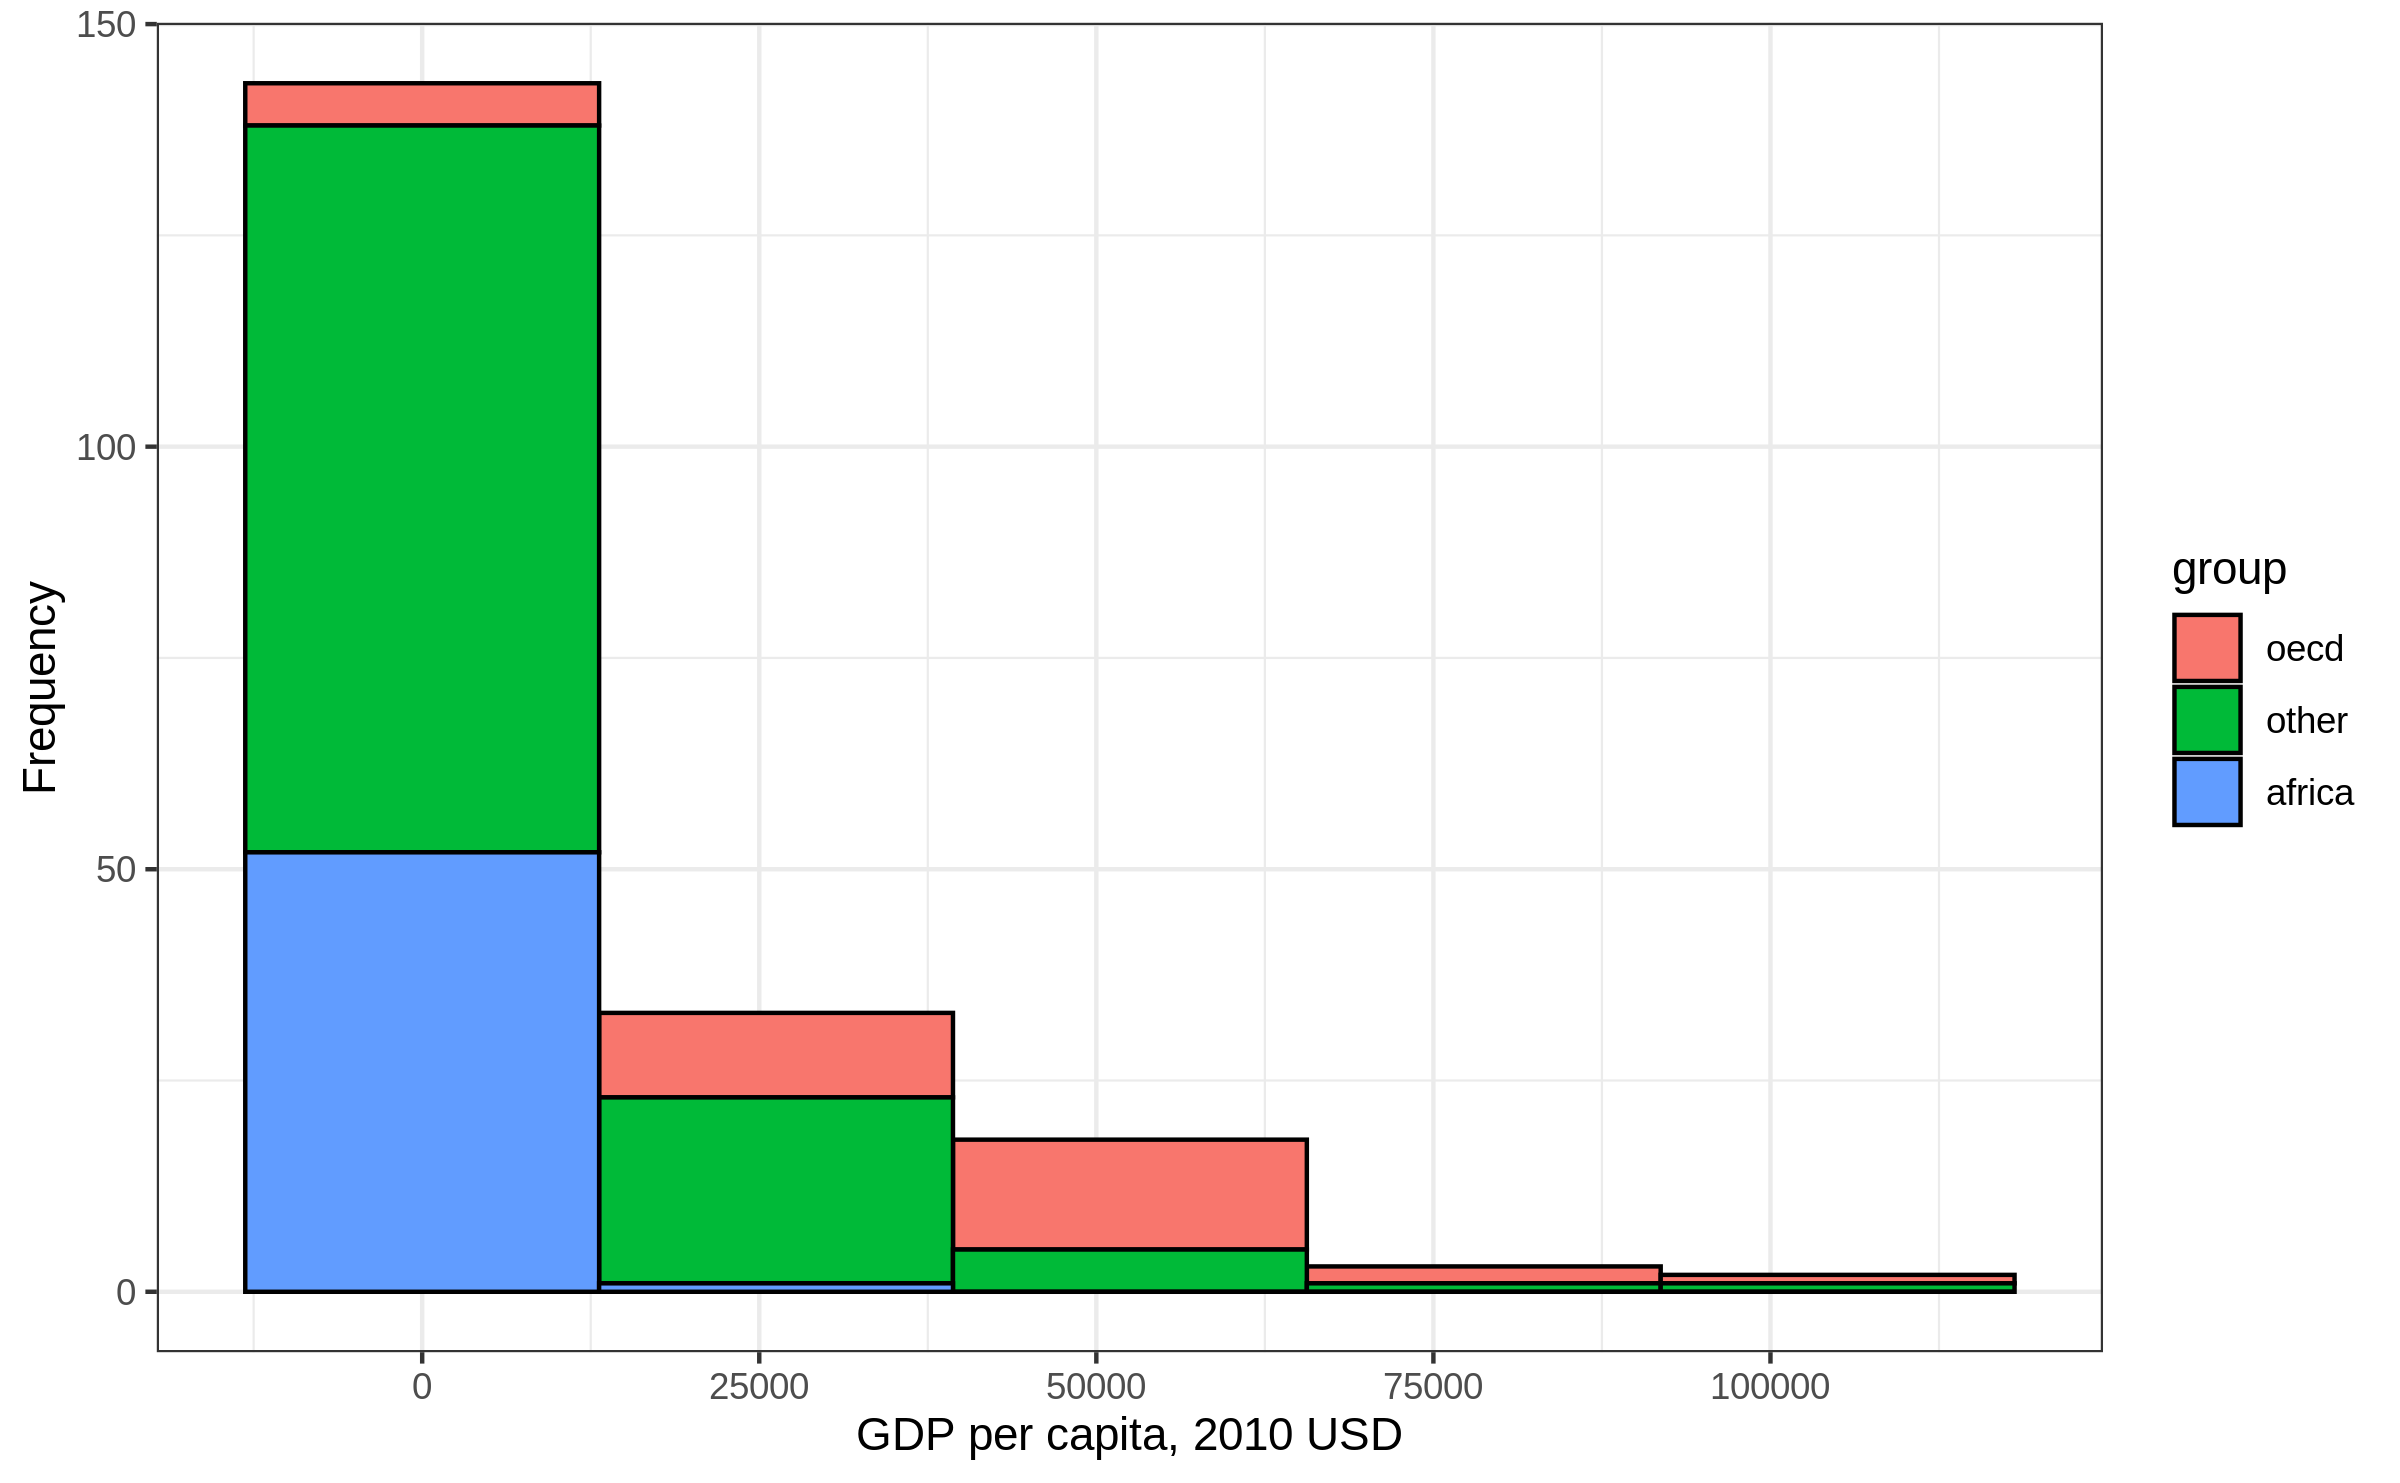 150
100
50
0
Frequency
0 25000 50000 75000 100000
GDP per capita, 2010 USD
group
oecd
other
africa